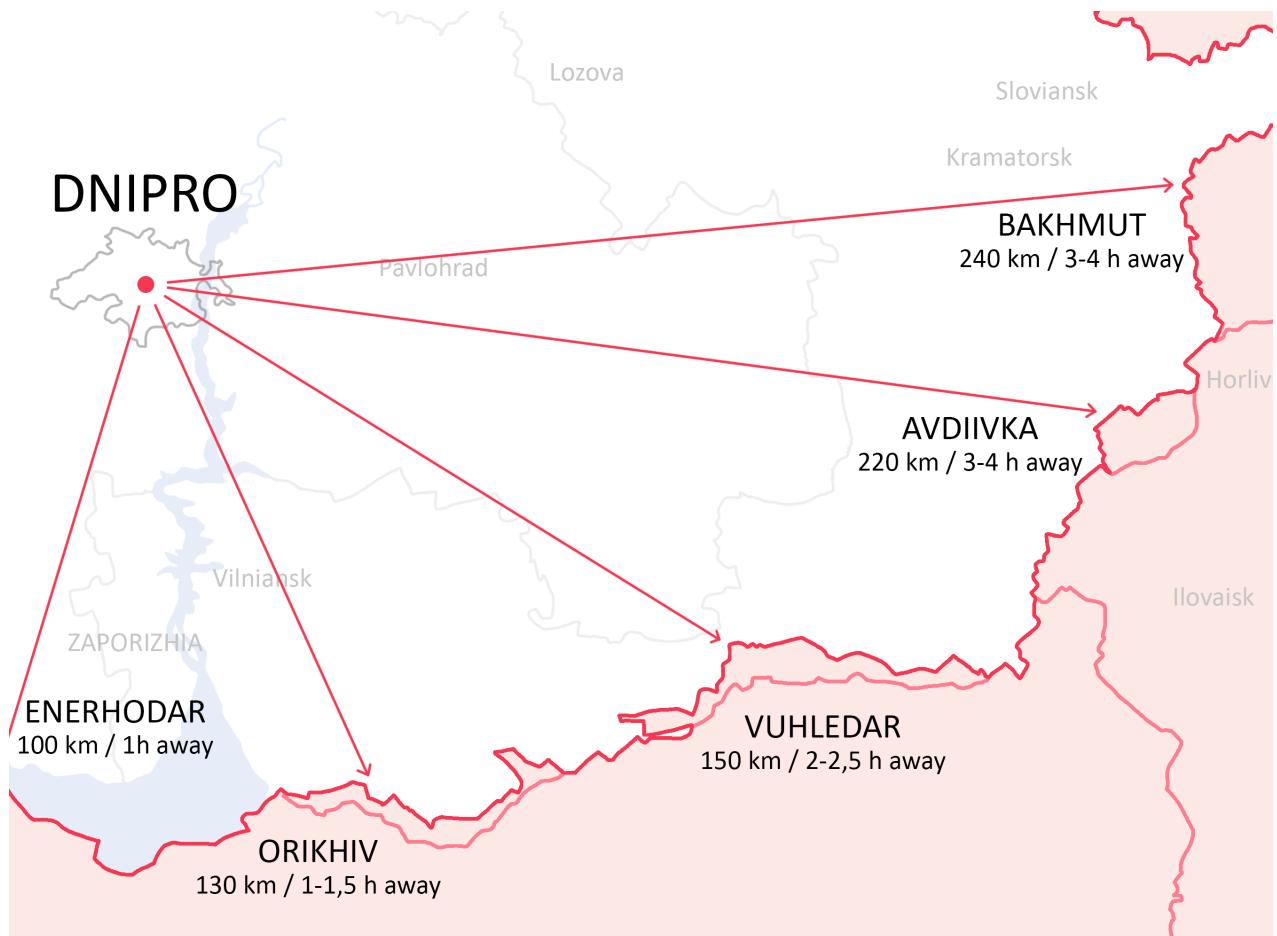 Lozova
Sloviansk
Kramatorsk
DNIPRO
BAKHMUT
240 km / 3-4 h away
Pavlohrad
Horliv
AVDIIVKA
220 km / 3-4 h away
Vilniansk
Ilovaisk
ZAPORIZHIA
ENERHODAR
100 km / 1h away
VUHLEDAR
150 km / 2-2,5 h away
ORIKHIV
130 km / 1-1,5 h away